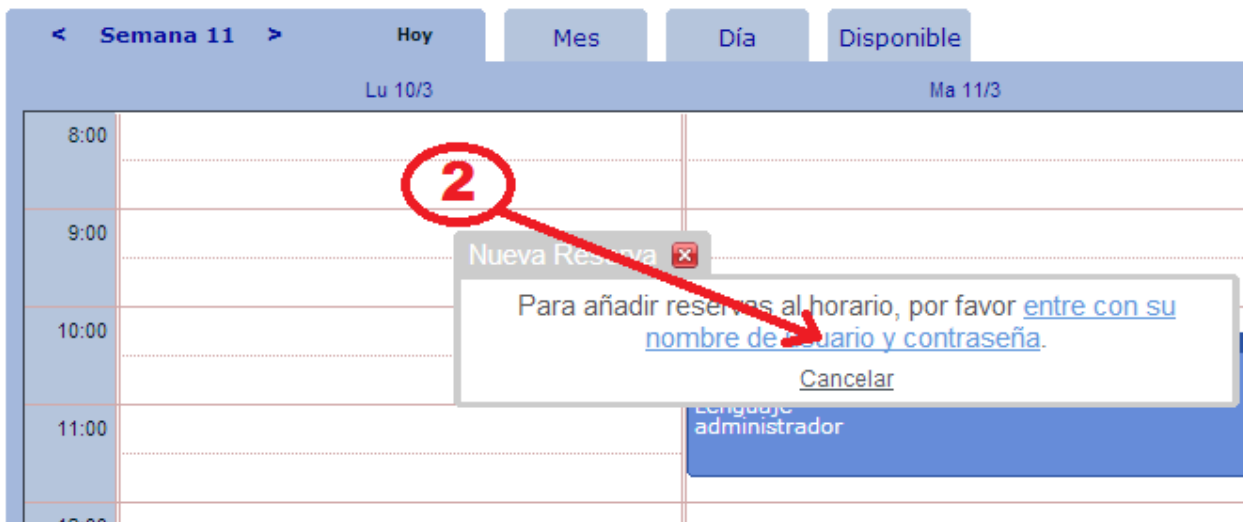 < Semana 11 > Hoy Mes Día Disponible
Lu 10/3 Ma 11/3
8:00
2
9:00
Nueva Reserva
Para añadir reservas al horario, por favor entre con su
nombre de usuario y contraseña.
10:00
Cancelar
Lenguaje
11:00
administrador